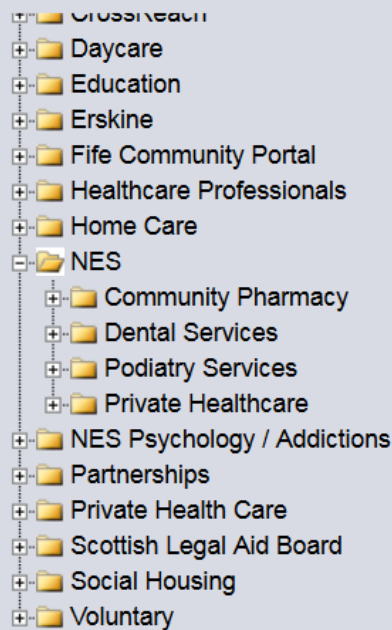 CrossReach
Daycare
Education
Erskine
Fife Community Portal
Healthcare Professionals
Home Care
NES
Community Pharmacy
Dental Services
Podiatry Services
Private Healthcare
NES Psychology / Addictions
Partnerships
Private Health Care
Scottish Legal Aid Board
Social Housing
Voluntary